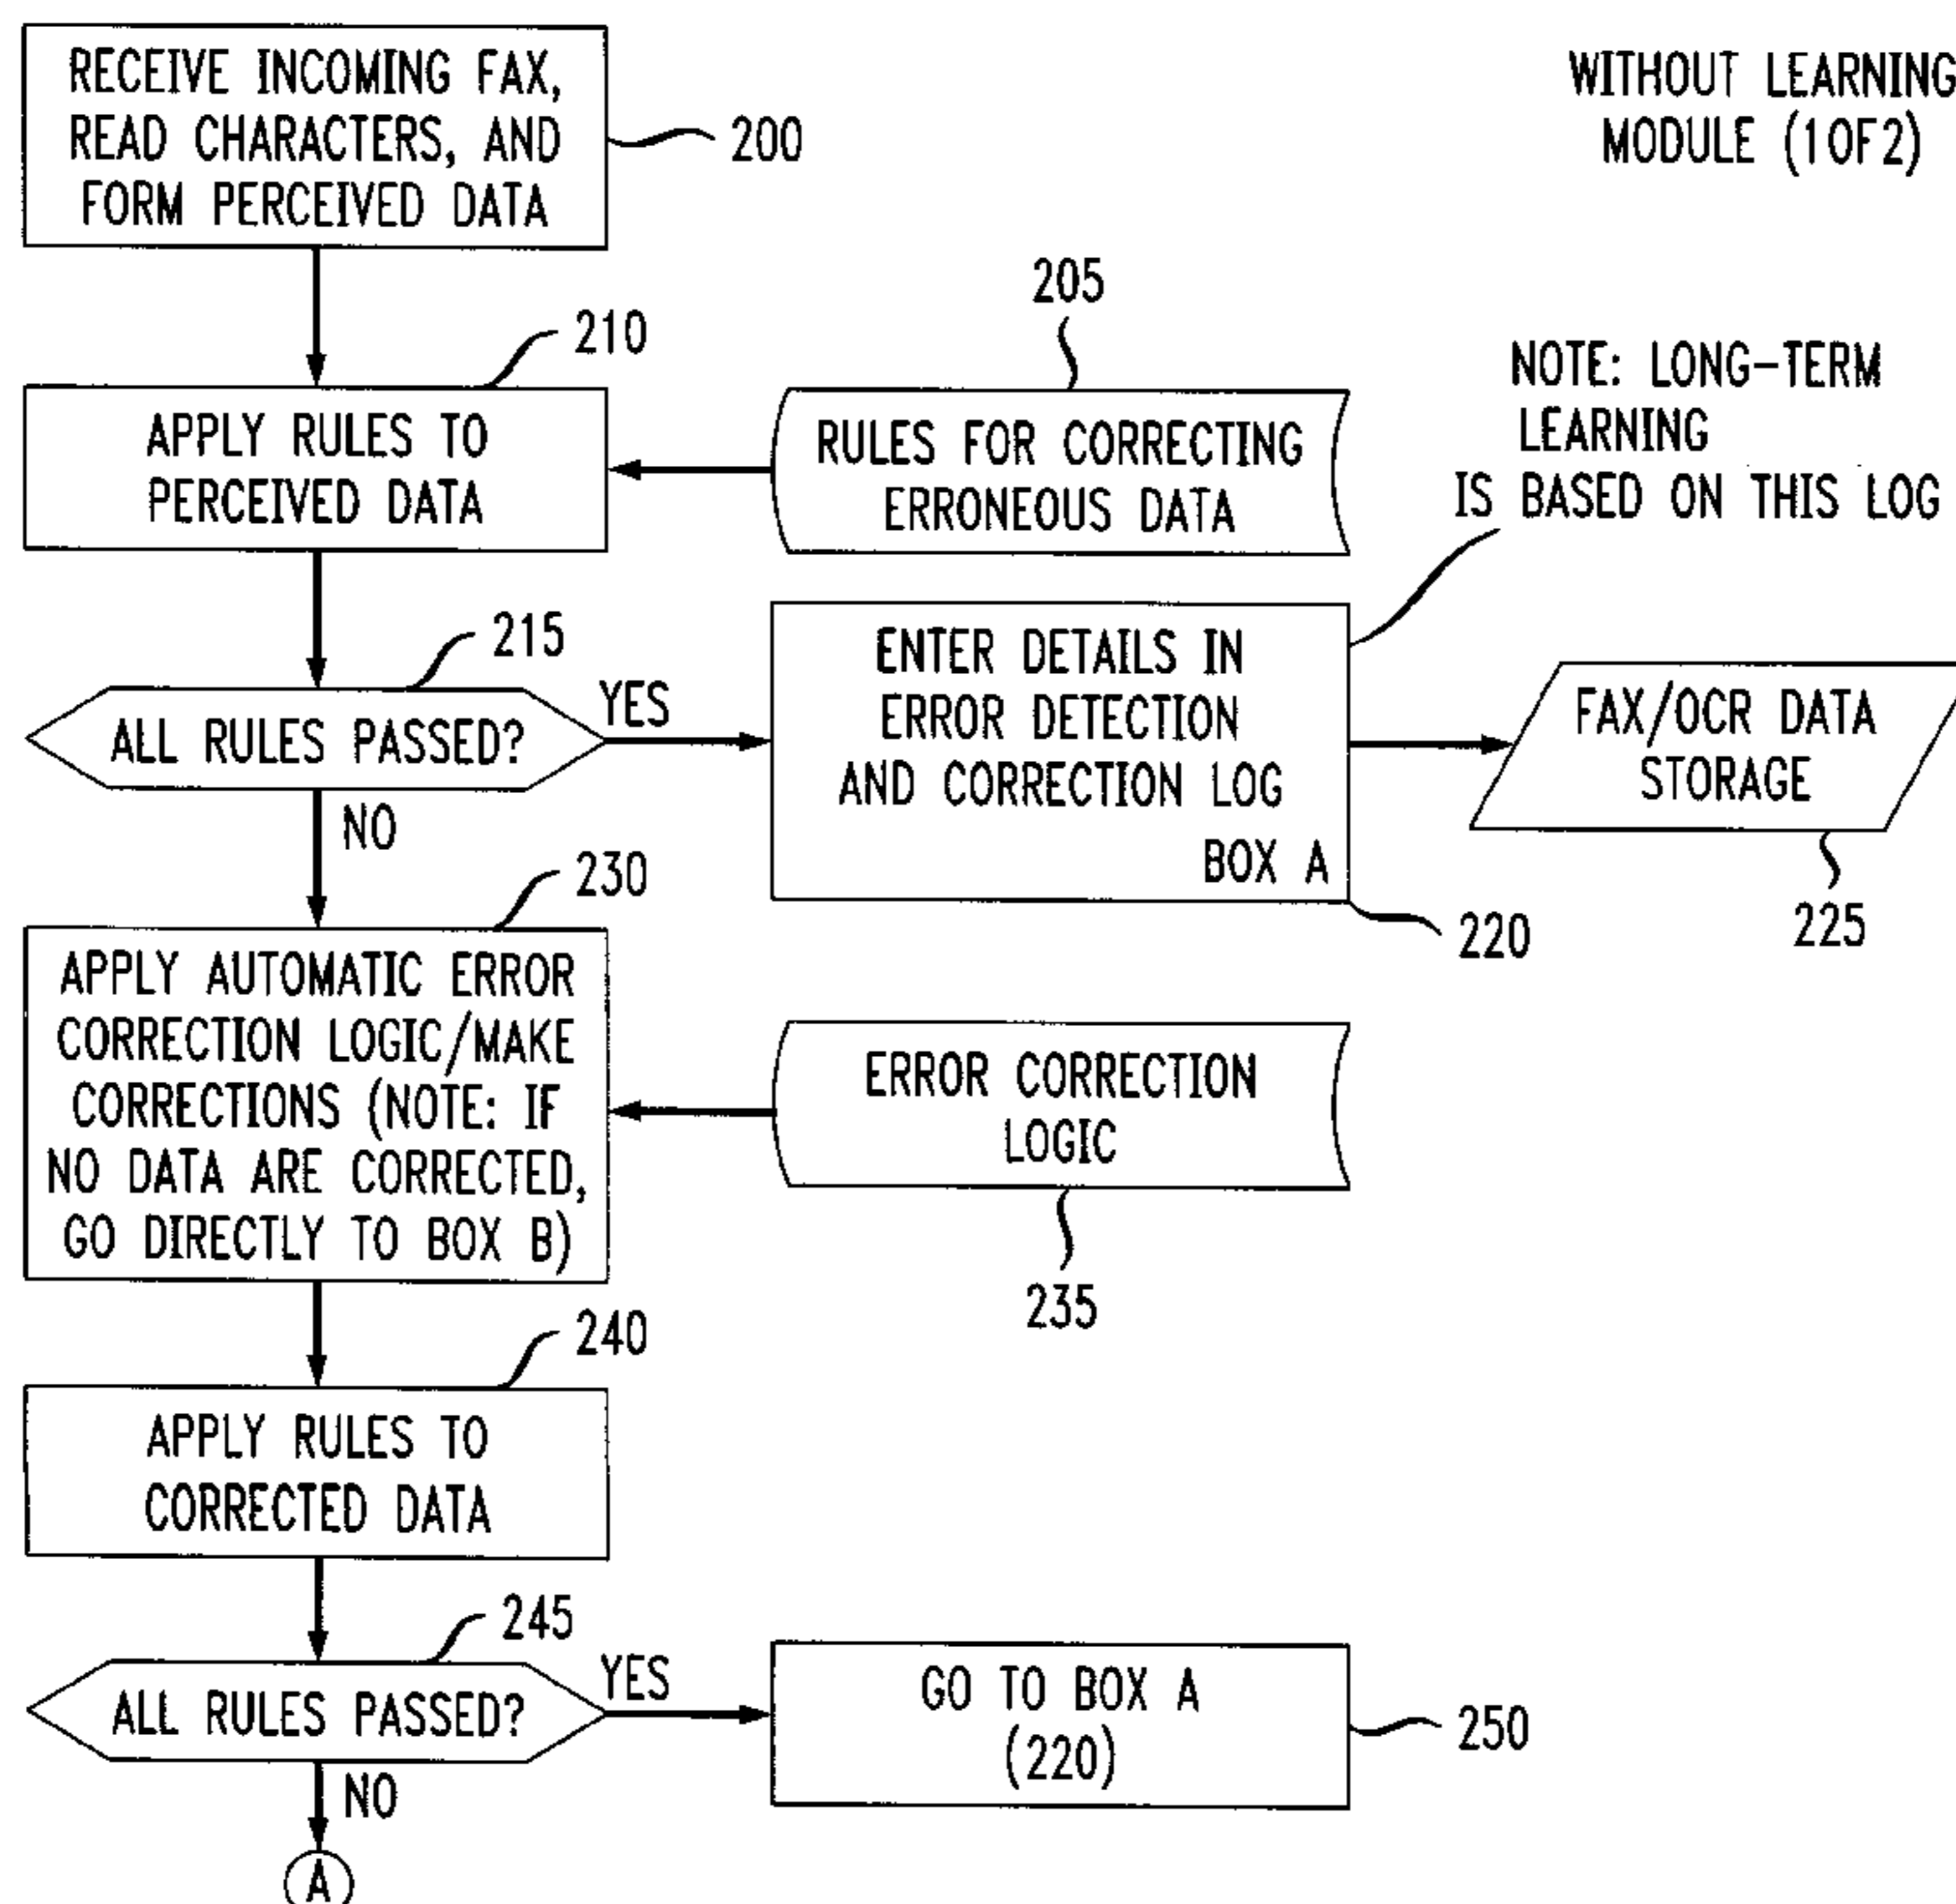 WITHOUT LEARNING
MODULE (1OF2)
RECEIVE INCOMING FAX,
READ CHARACTERS, AND
FORM PERCEIVED DATA
200
210
APPLY RULES TO
PERCEIVED DATA
205
RULES FOR CORRECTING
ERRONEOUS DATA
NOTE: LONG-TERM
LEARNING
IS BASED ON THIS LOG
215
ALL RULES PASSED?
YES
NO
ENTER DETAILS IN
ERROR DETECTION
AND CORRECTION LOG
BOX A
220
FAX/OCR DATA
STORAGE
225
230
APPLY AUTOMATIC ERROR
CORRECTION LOGIC/MAKE
CORRECTIONS (NOTE: IF
NO DATA ARE CORRECTED,
GO DIRECTLY TO BOX B)
ERROR CORRECTION
LOGIC
235
240
APPLY RULES TO
CORRECTED DATA
245
ALL RULES PASSED?
YES
NO
GO TO BOX A
(220)
250
A